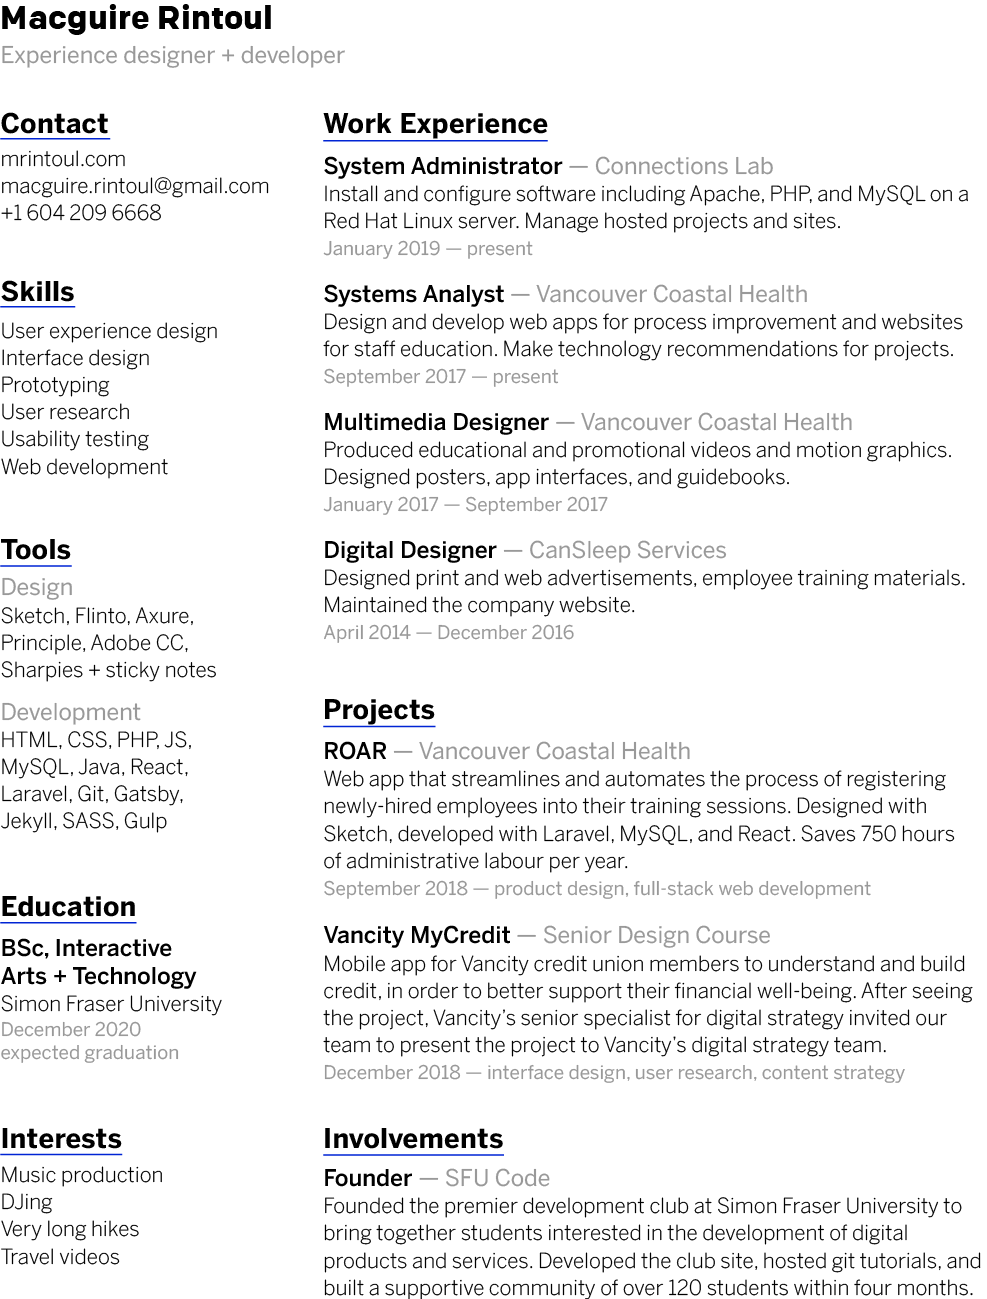 Macguire Rintoul
Experience designer + developer
Contact
mrintoul.com
macguire.rintoul@gmail.com
+1 604 209 6668
Skills
User experience design
Interface design
Prototyping
User research
Usability testing
Web development
Tools
Design
Sketch, Flinto, Axure,
Principle, Adobe CC,
Sharpies + sticky notes
Development
HTML, CSS, PHP, JS,
MySQL, Java, React,
Laravel, Git, Gatsby,
Jekyll, SASS, Gulp
Education
BSc, Interactive
Arts + Technology
Simon Fraser University
December 2020
expected graduation
Interests
Music production
DJing
Very long hikes
Travel videos
Work Experience
System Administrator — Connections Lab
Install and configure software including Apache, PHP, and MySQL on a
Red Hat Linux server. Manage hosted projects and sites.
January 2019 — present
Systems Analyst — Vancouver Coastal Health
Design and develop web apps for process improvement and websites
for staff education. Make technology recommendations for projects.
September 2017 — present
Multimedia Designer — Vancouver Coastal Health
Produced educational and promotional videos and motion graphics.
Designed posters, app interfaces, and guidebooks.
January 2017 — September 2017
Digital Designer — CanSleep Services
Designed print and web advertisements, employee training materials.
Maintained the company website.
April 2014 — December 2016
Projects
ROAR — Vancouver Coastal Health
Web app that streamlines and automates the process of registering
newly-hired employees into their training sessions. Designed with
Sketch, developed with Laravel, MySQL, and React. Saves 750 hours
of administrative labour per year.
September 2018 — product design, full-stack web development
Vancity MyCredit — Senior Design Course
Mobile app for Vancity credit union members to understand and build
credit, in order to better support their financial well-being. After seeing
the project, Vancity’s senior specialist for digital strategy invited our
team to present the project to Vancity’s digital strategy team.
December 2018 — interface design, user research, content strategy
Involvements
Founder — SFU Code
Founded the premier development club at Simon Fraser University to
bring together students interested in the development of digital
products and services. Developed the club site, hosted git tutorials, and
built a supportive community of over 120 students within four months.